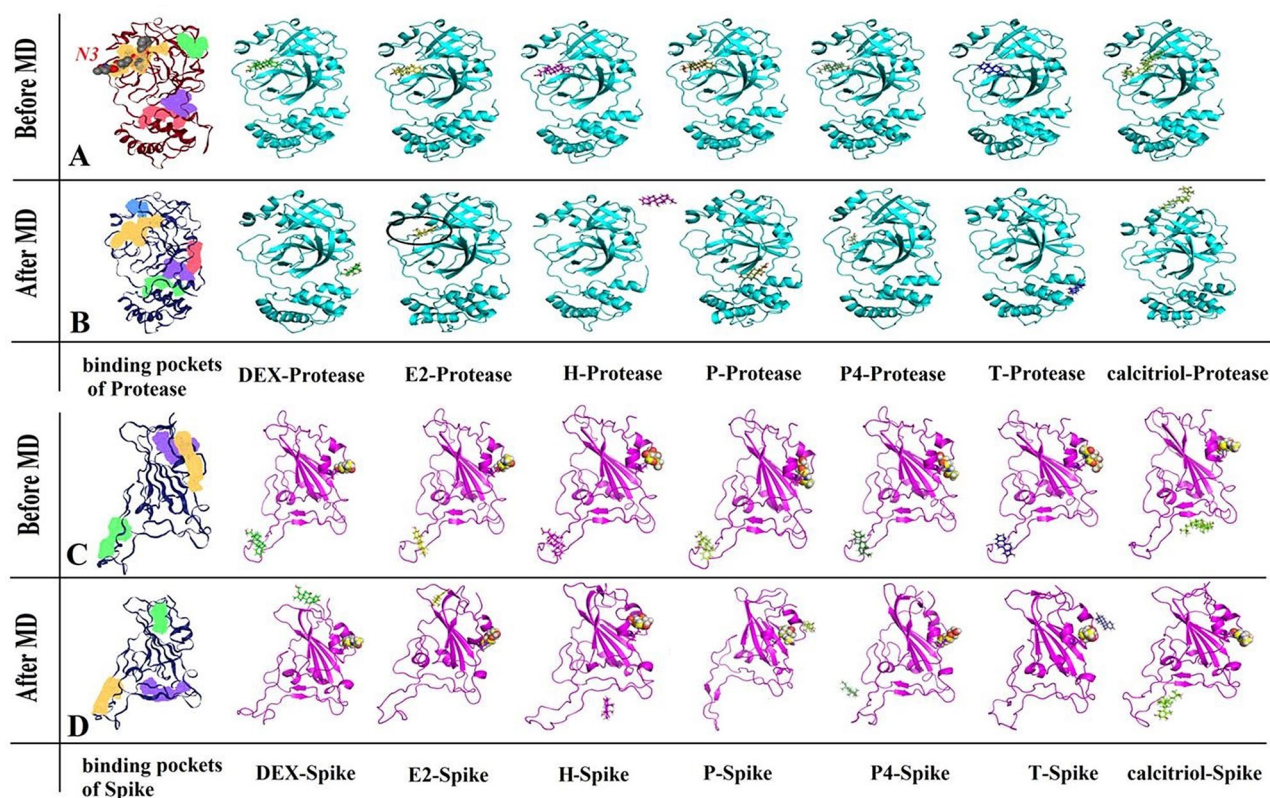 Before MD
N3
A
After MD
B
binding pockets
of Protease
DEX-Protease
E2-Protease
H-Protease
P-Protease
P4-Protease
T-Protease
calcitriol-Protease
Before MD
C
After MD
D
binding pockets
of Spike
DEX-Spike
E2-Spike
H-Spike
P-Spike
P4-Spike
T-Spike
calcitriol-Spike